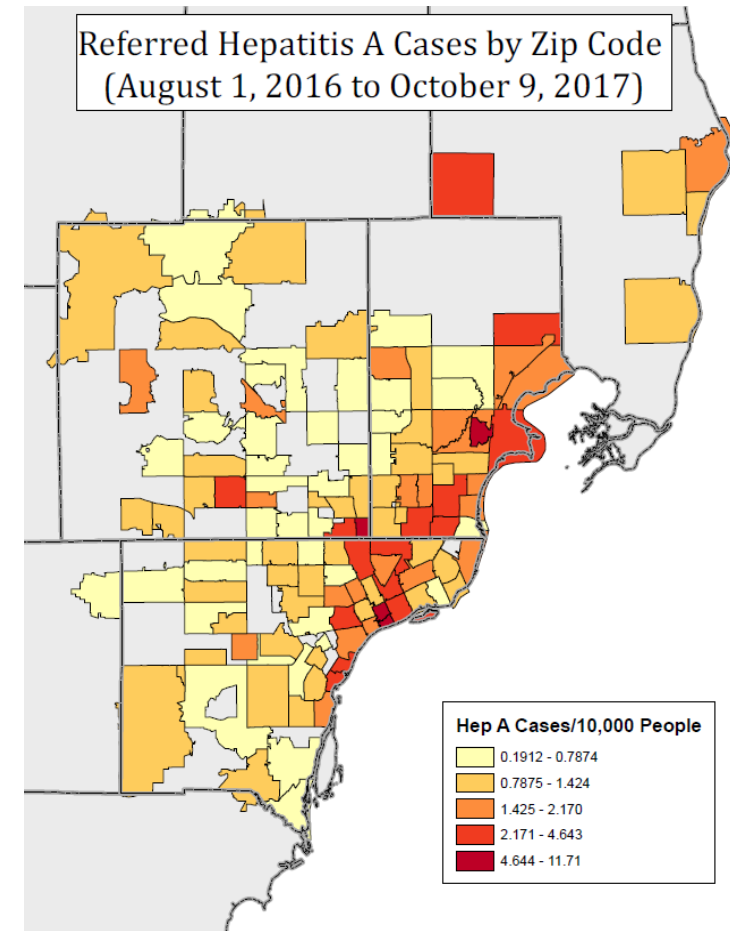 Referred Hepatitis A Cases by Zip Code
(August 1, 2016 to October 9, 2017)
Hep A Cases/10,000 People
0.1912 - 0.7874
0.7875 - 1.424
1.425 - 2.170
2.171 - 4.643
4.644 - 11.71